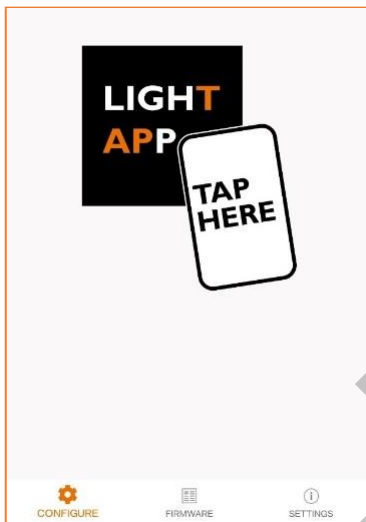 LIGHT
APP
TAP
HERE
CONFIGURE
FIRMWARE
SETTINGS